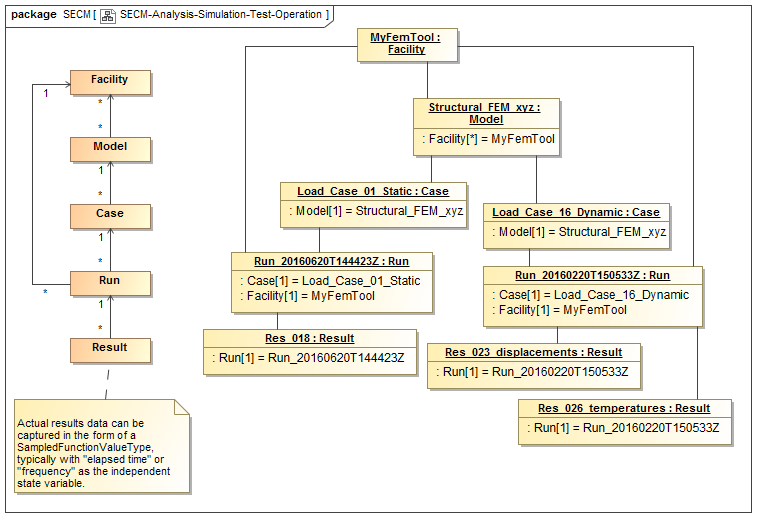 package SECM[ SECM-Analysis-Simulation-Test-Operation ]
Facility
1
*
*
Model
1
*
Case
1
*
Run
*
1
*
Result
Actual results data can be
captured in the form of a
SampledFunctionValueType,
typically with "elapsed time" or
"frequency" as the independent
state variable.
MyFemTool :
Facility
Structural_FEM_xyz :
Model
: Facility[*] = MyFemTool
Load_Case_01_Static : Case
: Model[1] = Structural_FEM_xyz
Load_Case_16_Dynamic : Case
: Model[1] = Structural_FEM_xyz
Run_20160620T144423Z : Run
: Case[1] = Load_Case_01_Static
: Facility[1] = MyFemTool
Run_20160220T150533Z : Run
: Case[1] = Load_Case_16_Dynamic
: Facility[1] = MyFemTool
Res_018 : Result
: Run[1] = Run_20160620T144423Z
Res_023_displacements : Result
: Run[1] = Run_20160220T150533Z
Res_026_temperatures : Result
: Run[1] = Run_20160220T150533Z